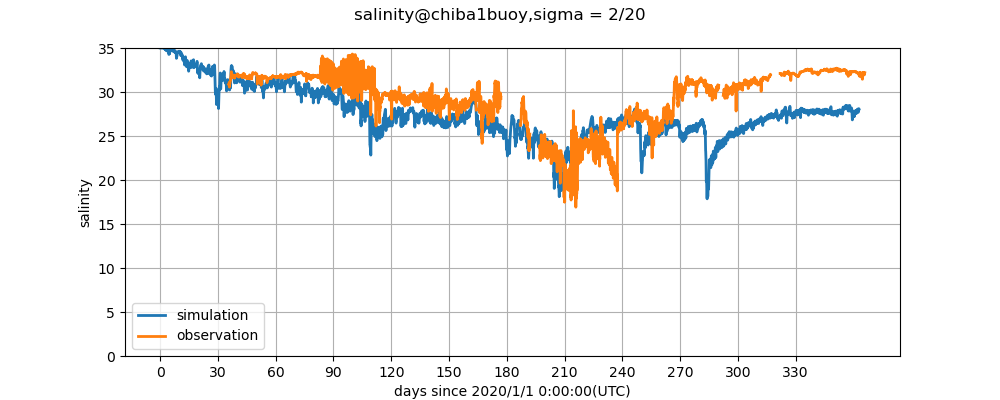 salinity@chiba1buoy,sigma = 2/20
35
30
25
20
15
10
5
0
salinity
simulation
observation
0 30 60 90 120 150 180 210 240 270 300 330
days since 2020/1/1 0:00:00(UTC)